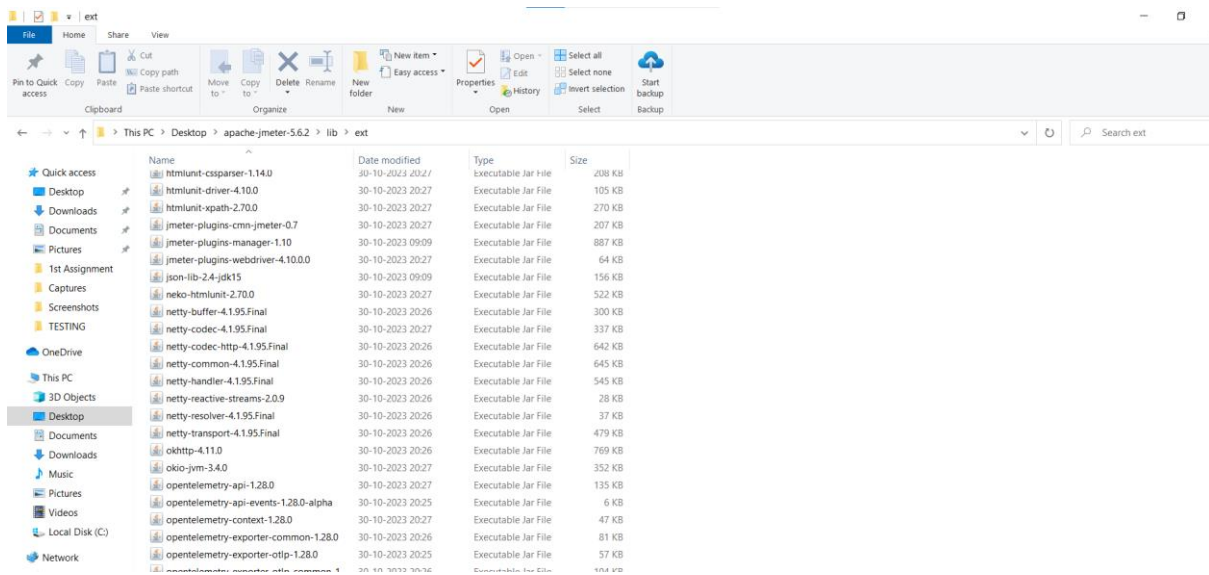 ext
File Home Share View
Pin to Quick access
Copy
Paste
Cut
Copy path
Paste shortcut
Clipboard
Move to
Copy to
Delete
Rename
Organize
New folder
New item
Easy access
New
Properties
Open
Edit
History
Open
Select all
Select none
Invert selection
Select
Start backup
Backup
This PC > Desktop > apache-jmeter-5.6.2 > lib > ext
Search ext
Quick access
Desktop
Downloads
Documents
Pictures
1st Assignment
Captures
Screenshots
TESTING
OneDrive
This PC
3D Objects
Desktop
Documents
Downloads
Music
Pictures
Videos
Local Disk (C:)
Network
Name Date modified Type Size
htmlunit-cssparser-1.14.0 30-10-2023 20:27 Executable Jar File 208 KB
htmlunit-driver-4.10.0 30-10-2023 20:27 Executable Jar File 105 KB
htmlunit-xpath-2.70.0 30-10-2023 20:27 Executable Jar File 270 KB
jmeter-plugins-cmn-jmeter-0.7 30-10-2023 20:27 Executable Jar File 207 KB
jmeter-plugins-manager-1.10 30-10-2023 09:09 Executable Jar File 887 KB
jmeter-plugins-webdriver-4.10.0.0 30-10-2023 20:27 Executable Jar File 64 KB
json-lib-2.4-jdk15 30-10-2023 09:09 Executable Jar File 156 KB
neko-htmlunit-2.70.0 30-10-2023 20:27 Executable Jar File 522 KB
netty-buffer-4.1.95.Final 30-10-2023 20:26 Executable Jar File 300 KB
netty-codec-4.1.95.Final 30-10-2023 20:27 Executable Jar File 337 KB
netty-codec-http-4.1.95.Final 30-10-2023 20:26 Executable Jar File 642 KB
netty-common-4.1.95.Final 30-10-2023 20:26 Executable Jar File 645 KB
netty-handler-4.1.95.Final 30-10-2023 20:26 Executable Jar File 545 KB
netty-reactive-streams-2.0.9 30-10-2023 20:26 Executable Jar File 28 KB
netty-resolver-4.1.95.Final 30-10-2023 20:26 Executable Jar File 37 KB
netty-transport-4.1.95.Final 30-10-2023 20:26 Executable Jar File 479 KB
okhttp-4.11.0 30-10-2023 20:26 Executable Jar File 769 KB
okio-jvm-3.4.0 30-10-2023 20:27 Executable Jar File 352 KB
opentelemetry-api-1.28.0 30-10-2023 20:27 Executable Jar File 135 KB
opentelemetry-api-events-1.28.0-alpha 30-10-2023 20:25 Executable Jar File 6 KB
opentelemetry-context-1.28.0 30-10-2023 20:27 Executable Jar File 47 KB
opentelemetry-exporter-common-1.28.0 30-10-2023 20:26 Executable Jar File 81 KB
opentelemetry-exporter-otlp-1.28.0 30-10-2023 20:25 Executable Jar File 57 KB
opentelemetry-exporter-otlp-common-1 30-10-2023 20:26 Executable Jar File 104 KB